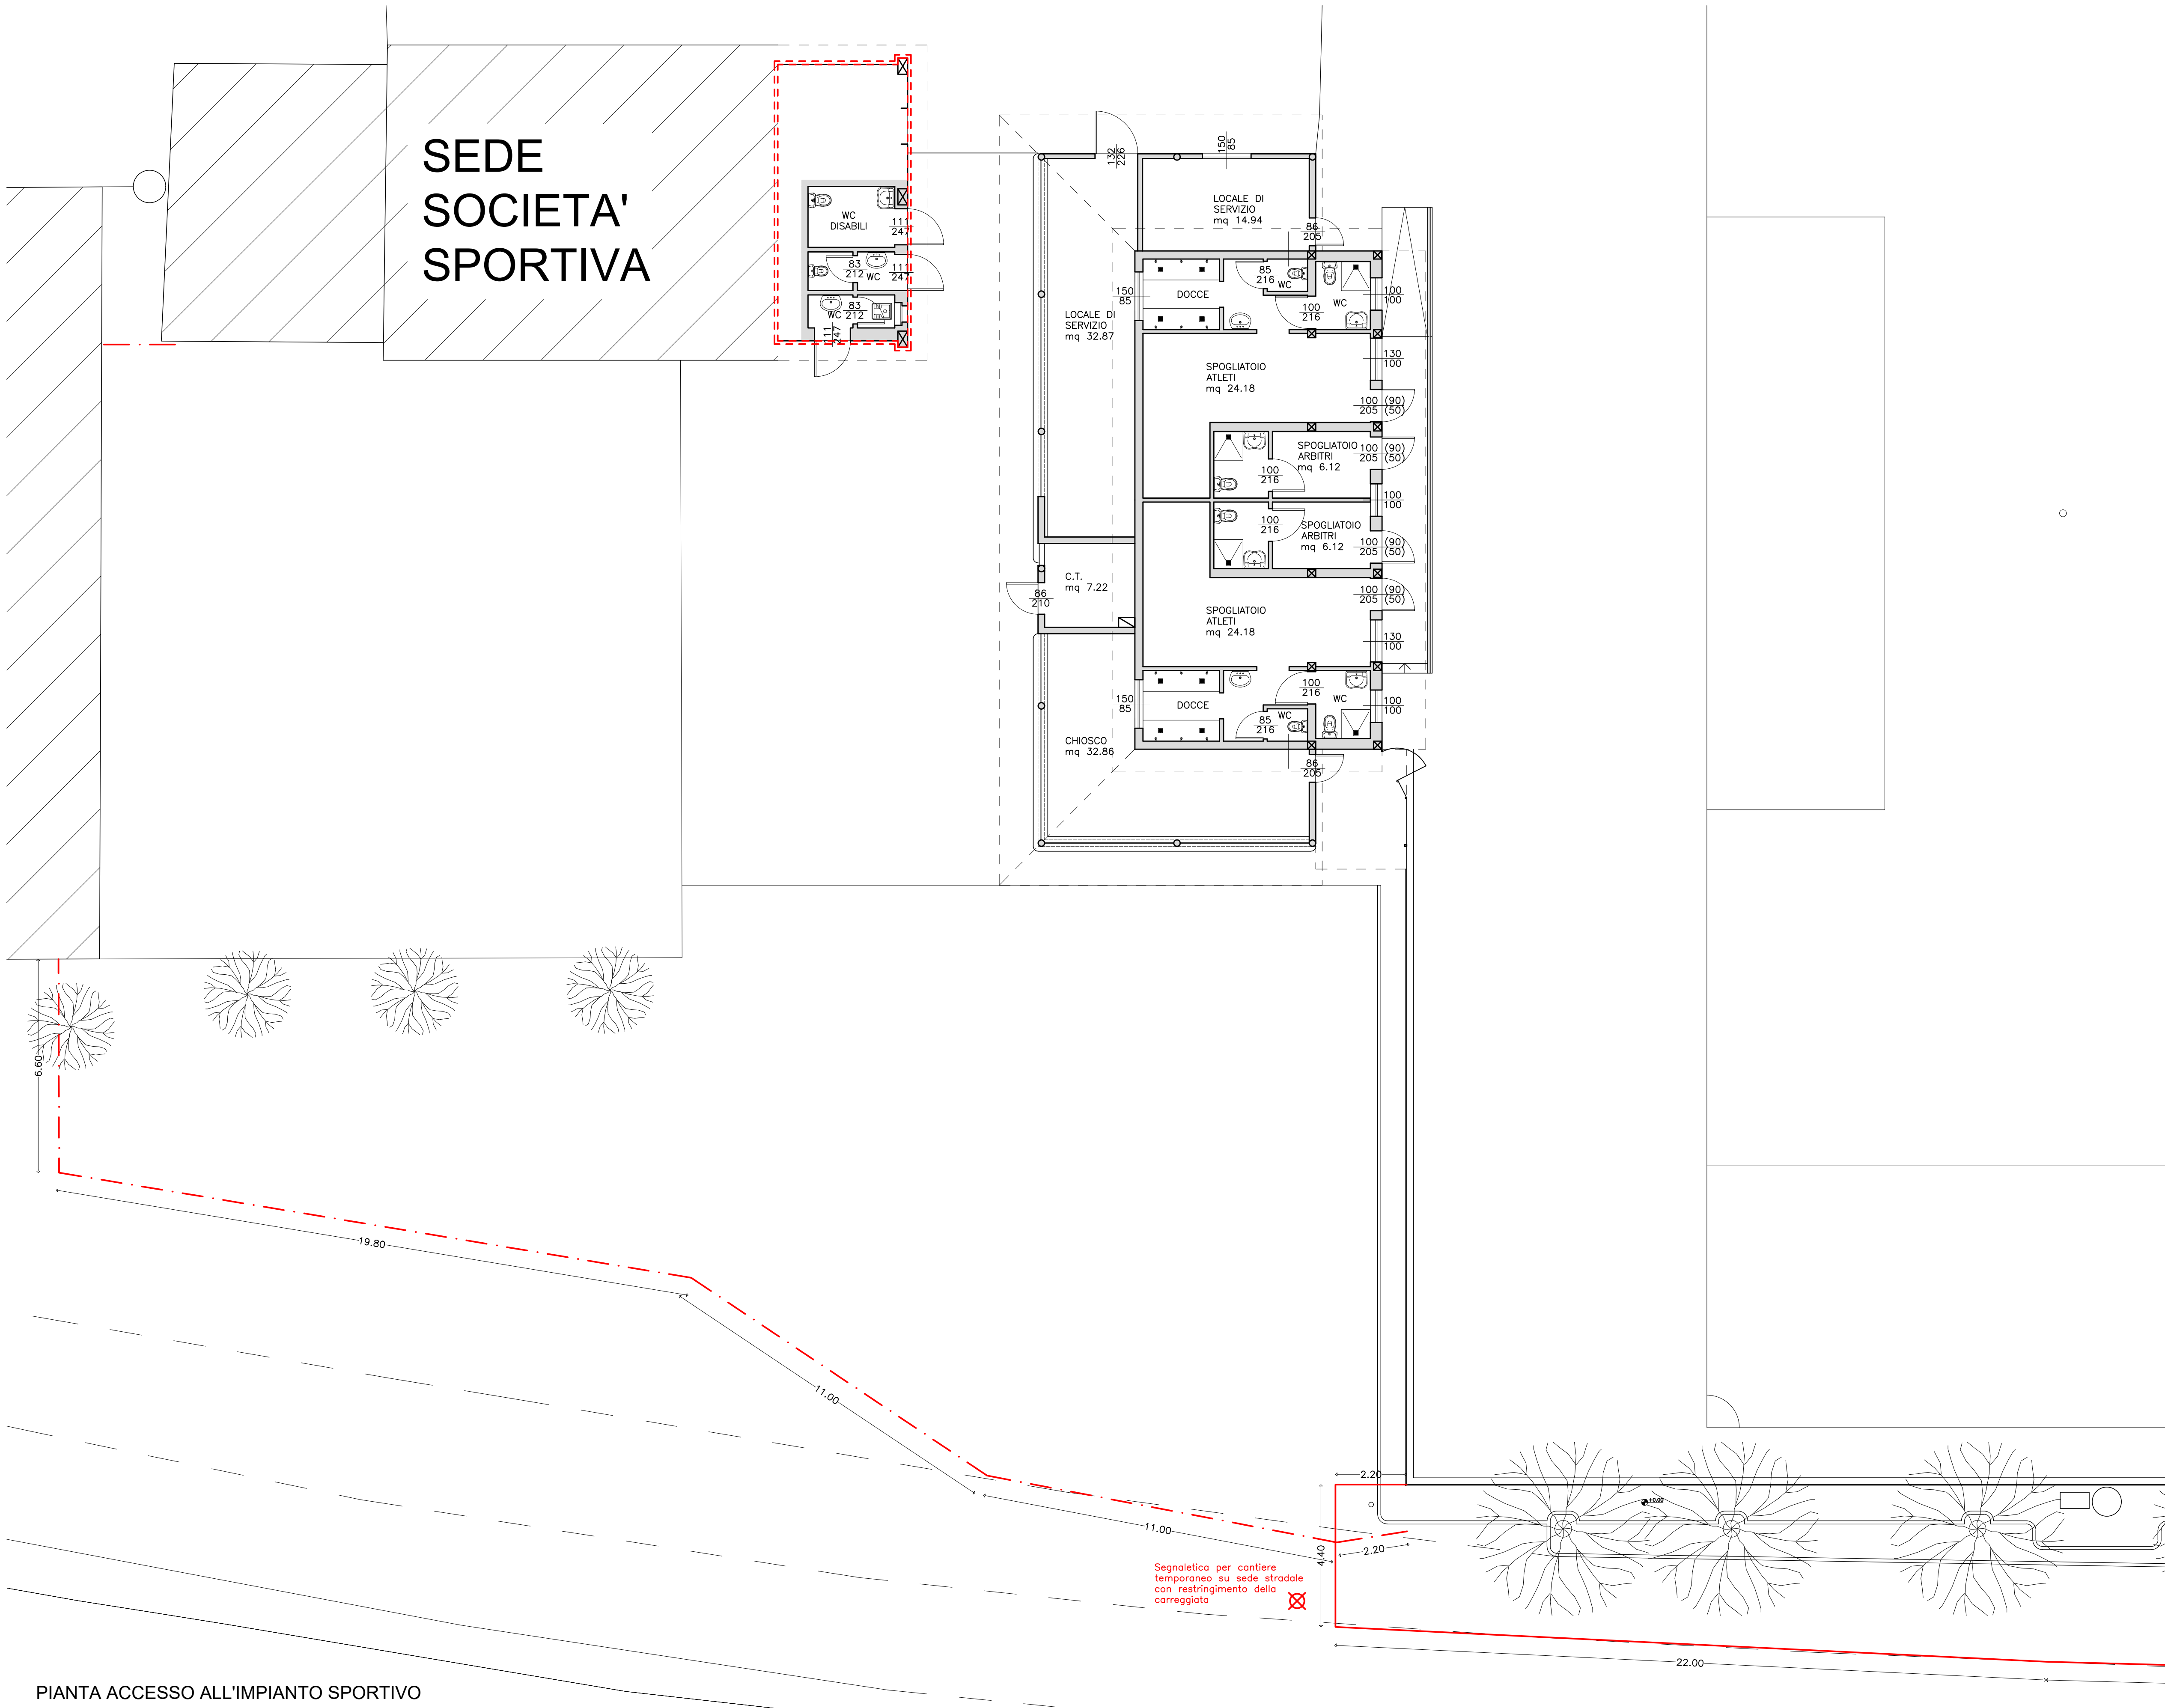 SEDE
SOCIETA'
SPORTIVA
WC
DISABILI
111
247
83
212
WC
111
247
83
212
WC
111
247
132
226
150
85
LOCALE DI
SERVIZIO
mq 14.94
86
205
85
216
WC
150
85
DOCCE
100
216
WC
100
100
LOCALE DI
SERVIZIO
mq 32.87
130
100
SPOGLIATOIO
ATLETI
mq 24.18
100 (90)
205 (50)
SPOGLIATOIO
ARBITRI
mq 6.12
100 (90)
205 (50)
100
216
100
100
100
216
SPOGLIATOIO
ARBITRI
mq 6.12
100 (90)
205 (50)
C.T.
mq 7.22
86
210
100 (90)
205 (50)
SPOGLIATOIO
ATLETI
mq 24.18
130
100
100
216
WC
150
85
DOCCE
100
100
85
216
WC
CHIOSCO
mq 32.86
86
205
6.60
19.80
11.00
11.00
2.20
+0.00
4.40
2.20
Segnaletica per cantiere
temporaneo su sede stradale
con restringimento della
carreggiata
22.00
PIANTA ACCESSO ALL'IMPIANTO SPORTIVO